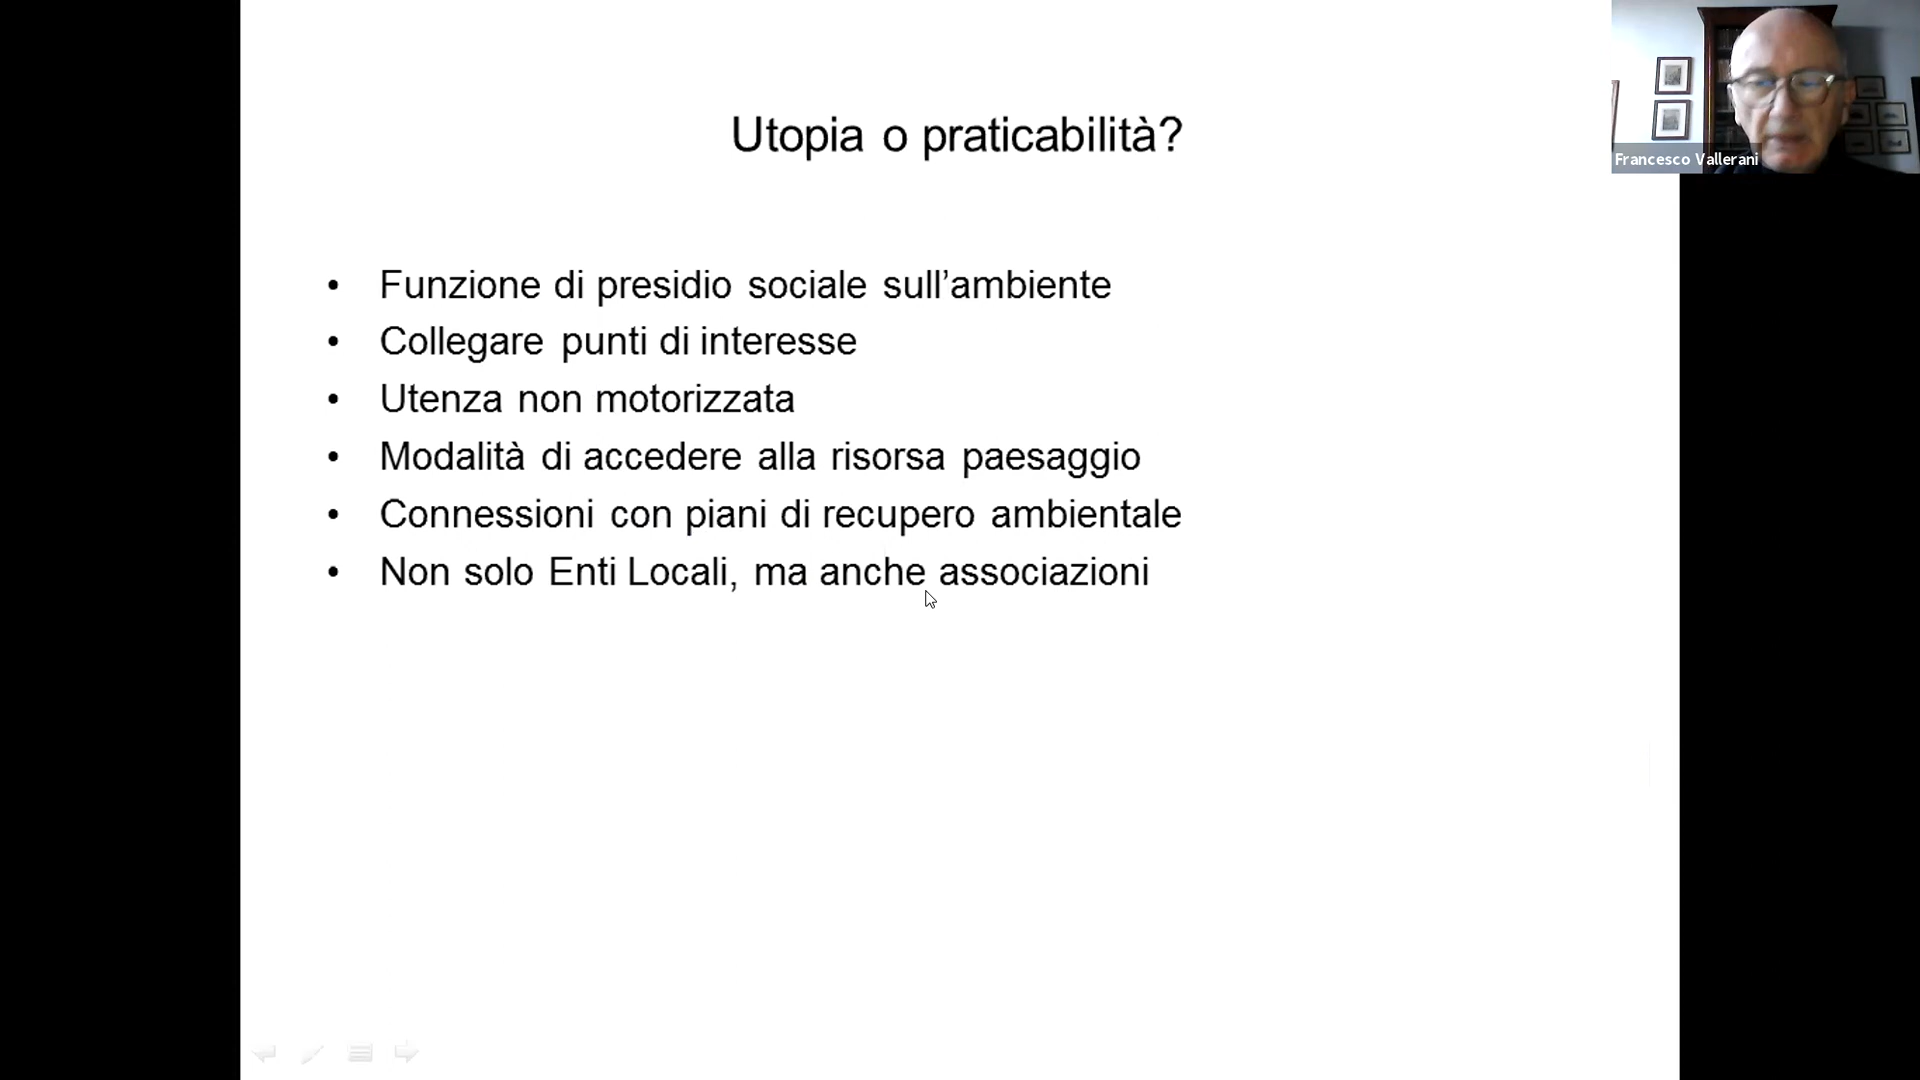 Utopia o praticabilità?
Francesco Vallerani
• Funzione di presidio sociale sull’ambiente
• Collegare punti di interesse
• Utenza non motorizzata
• Modalità di accedere alla risorsa paesaggio
• Connessioni con piani di recupero ambientale
• Non solo Enti Locali, ma anche associazioni